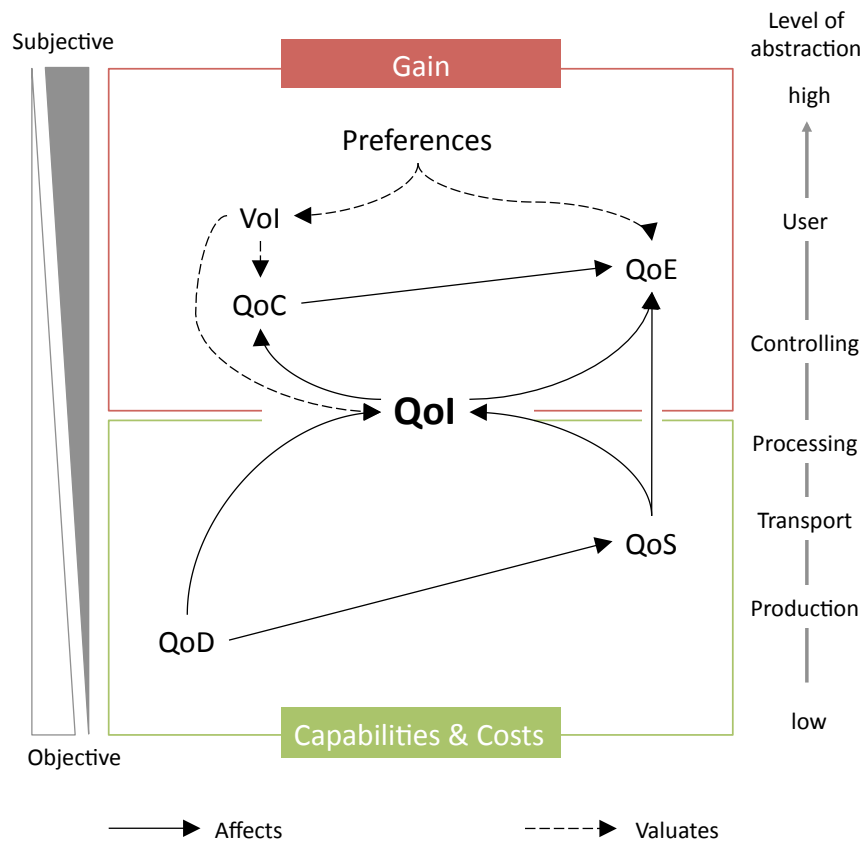 Subjective
Level of
abstraction
Gain
high
Preferences
VoI
User
QoE
QoC
Controlling
QoI
Processing
Transport
QoS
Production
QoD
low
Capabilities & Costs
Objective
Affects
Valuates